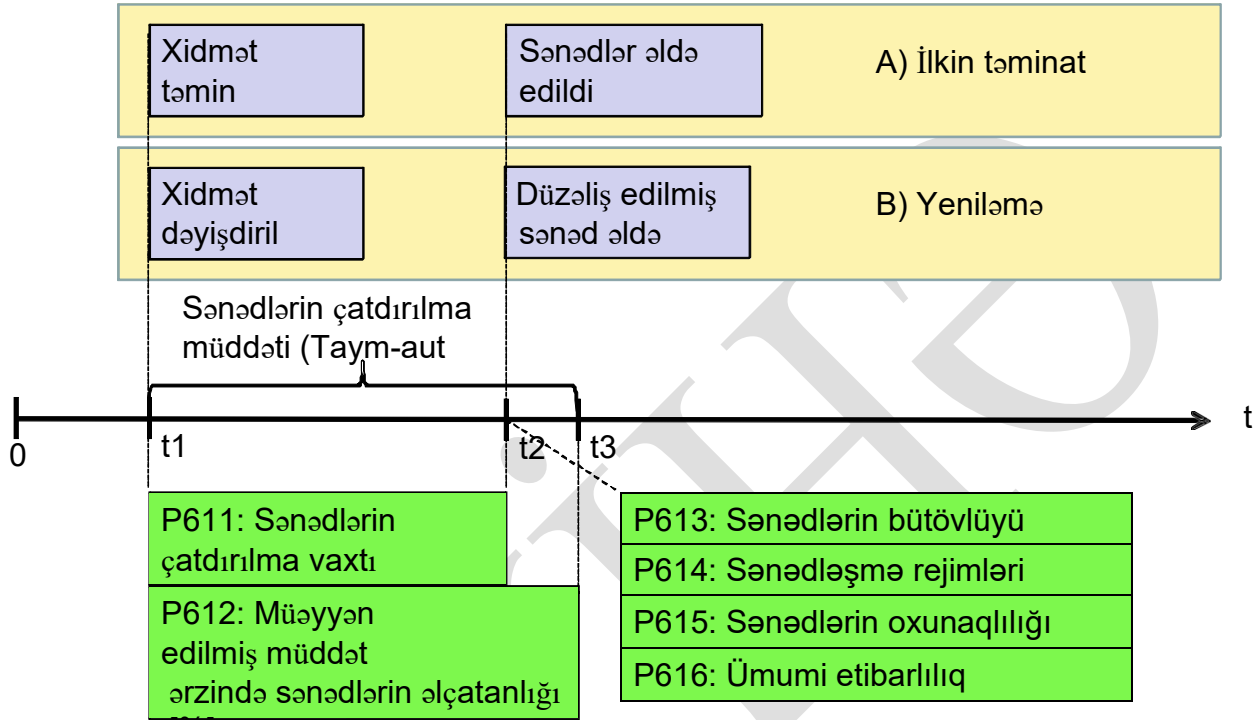 Xidmət
təmin
Sənədlər əldə
edildi
A) İlkin təminat
Xidmət
dəyişdiril
Düzəliş edilmiş
sənəd əldə
B) Yeniləmə
Sənədlərin çatdırılma
müddəti (Taym-aut
0
t1
t2
t3
t
P611: Sənədlərin
çatdırılma vaxtı
P612: Müəyyən
edilmiş müddət
ərzində sənədlərin əlçatanlığı
P613: Sənədlərin bütövlüyü
P614: Sənədləşmə rejimləri
P615: Sənədlərin oxunaqlılığı
P616: Ümumi etibarlılıq